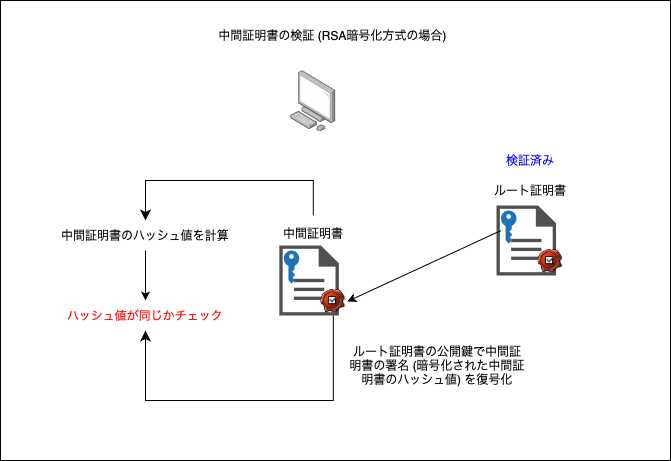 中間証明書の検証 (RSA暗号化方式の場合)
検証済み
ルート証明書
中間証明書のハッシュ値を計算
中間証明書
ハッシュ値が同じかチェック
ルート証明書の公開鍵で中間証
明書の署名 (暗号化された中間証
明書のハッシュ値) を復号化